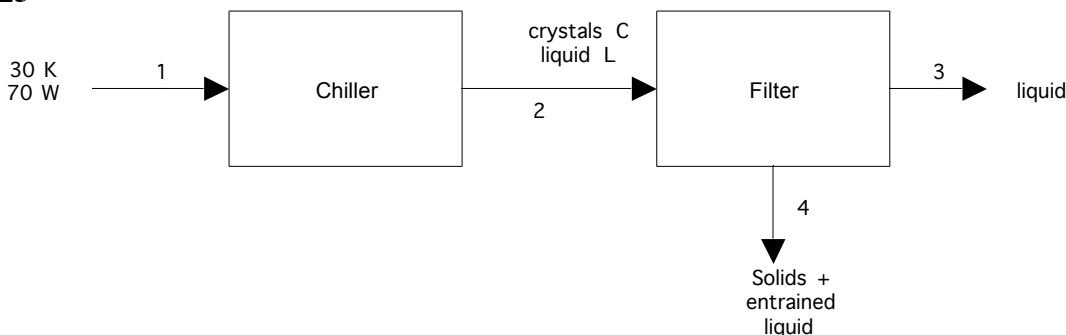 30 K
70 W
1
Chiller
crystals C
liquid L
2
Filter
3
liquid
4
Solids +
entrained
liquid